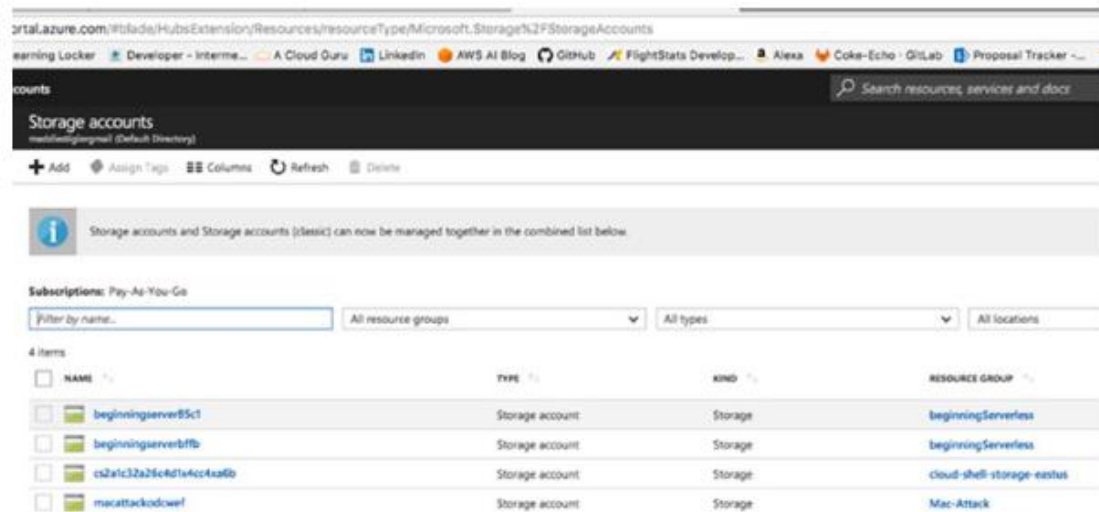 ortal.azure.com/#blade/HubsExtension/Resources/resourceType/Microsoft.Storage%2FStorageAccounts
earning Locker Developer - Interme... A Cloud Guru LinkedIn AWS AI Blog GitHub FlightStats Develop... Alexa Coke-Echo · GitLab Proposal Tracker -...
counts Search resources, services and docs
Storage accounts
(Default Directory)
Add Assign Tags Columns Refresh Delete
Storage accounts and Storage accounts (classic) can now be managed together in the combined list below.
Subscriptions: Pay-As-You-Go
Filter by name... All resource groups All types All locations
4 items
NAME TYPE KIND RESOURCE GROUP
beginningserver85c1 Storage account Storage beginningServerless
beginningserverbffb Storage account Storage beginningServerless
Storage account Storage cloud-shell-storage-eastus
macattackodcwef Storage account Storage Mac-Attack